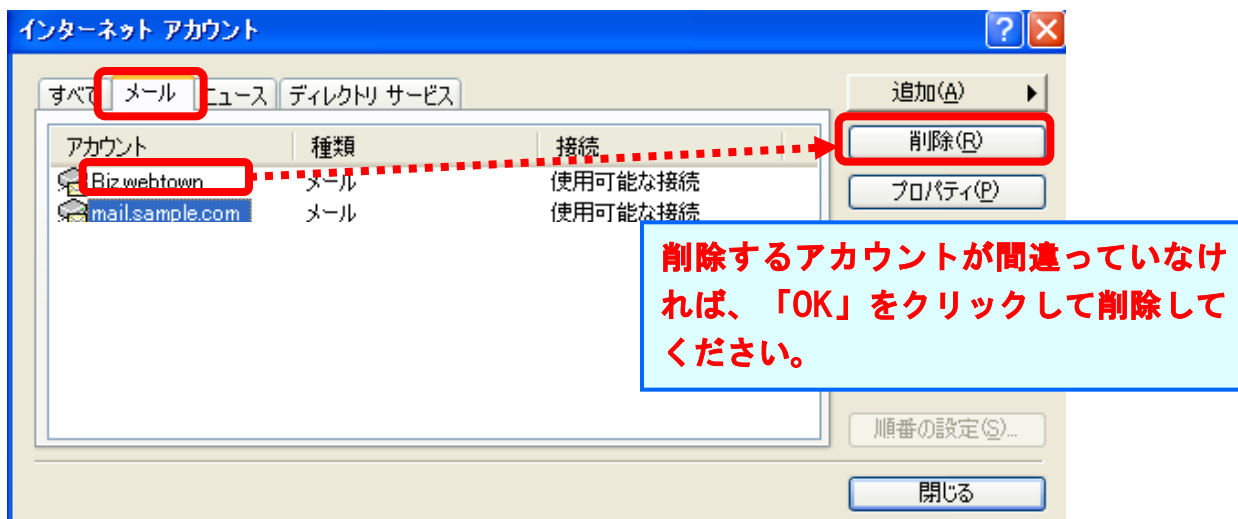 インターネット アカウント
すべて メール ニュース ディレクトリ サービス
追加(A)
アカウント 種類 接続
削除(R)
Biz.webtown メール 使用可能な接続
プロパティ(P)
mail.sample.com メール 使用可能な接続
削除するアカウントが間違っていなけ
れば、「OK」をクリックして削除して
ください。
順番の設定(S)...
閉じる